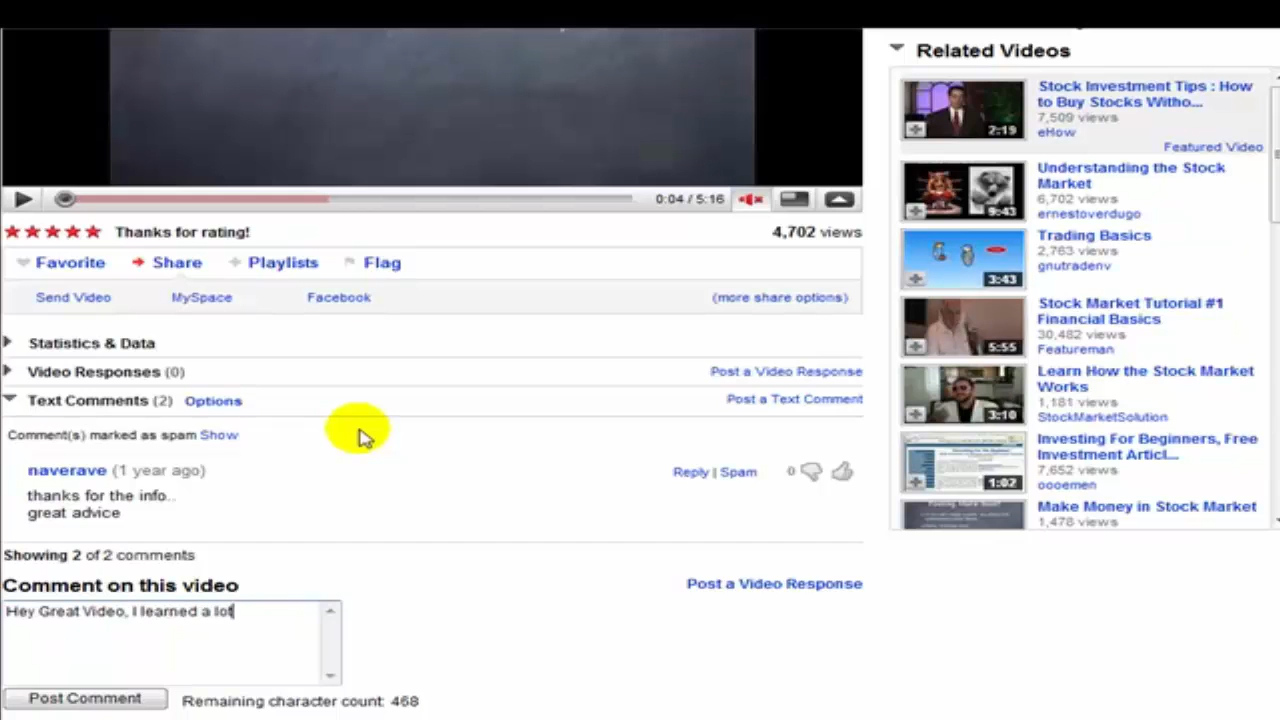 0:04 / 5:16
Thanks for rating!
4,702 views
Favorite
Share
Playlists
Flag
Send Video
MySpace
Facebook
(more share options)
Statistics & Data
Video Responses (0)
Post a Video Response
Text Comments (2) Options
Post a Text Comment
Comment(s) marked as spam Show
naverave (1 year ago)
Reply | Spam
0
thanks for the info...
great advice
Showing 2 of 2 comments
Comment on this video
Post a Video Response
Hey Great Video, I learned a lot
Post Comment
Remaining character count: 468
Related Videos
2:19
Stock Investment Tips : How
to Buy Stocks Witho...
7,509 views
eHow
Featured Video
9:43
Understanding the Stock
Market
6,702 views
ernestoverdugo
3:43
Trading Basics
2,763 views
gnutradenv
5:55
Stock Market Tutorial #1
Financial Basics
30,482 views
Featureman
3:10
Learn How the Stock Market
Works
1,181 views
StockMarketSolution
1:02
Investing For Beginners, Free
Investment Articl...
7,652 views
oooemen
Make Money in Stock Market
1,478 views